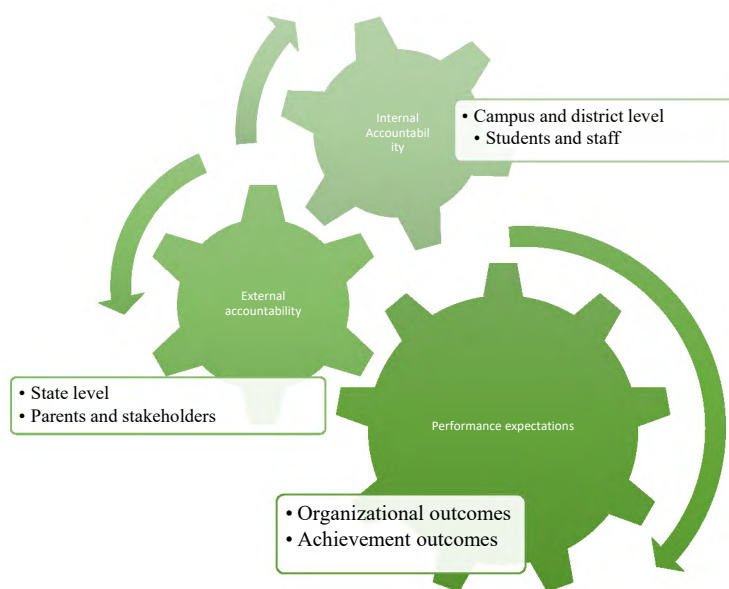 Internal
Accountabil
ity
• Campus and district level
• Students and staff
External
accountability
• State level
• Parents and stakeholders
Performance expectations
• Organizational outcomes
• Achievement outcomes